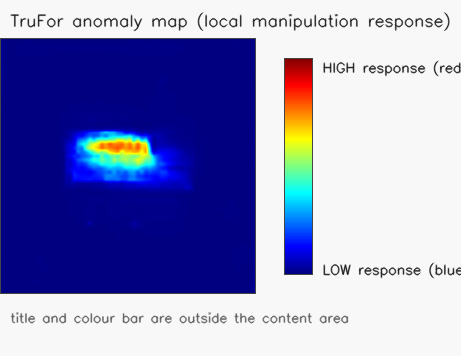 TruFor anomaly map (local manipulation response)
HIGH response (red
LOW response (blue
title and colour bar are outside the content area